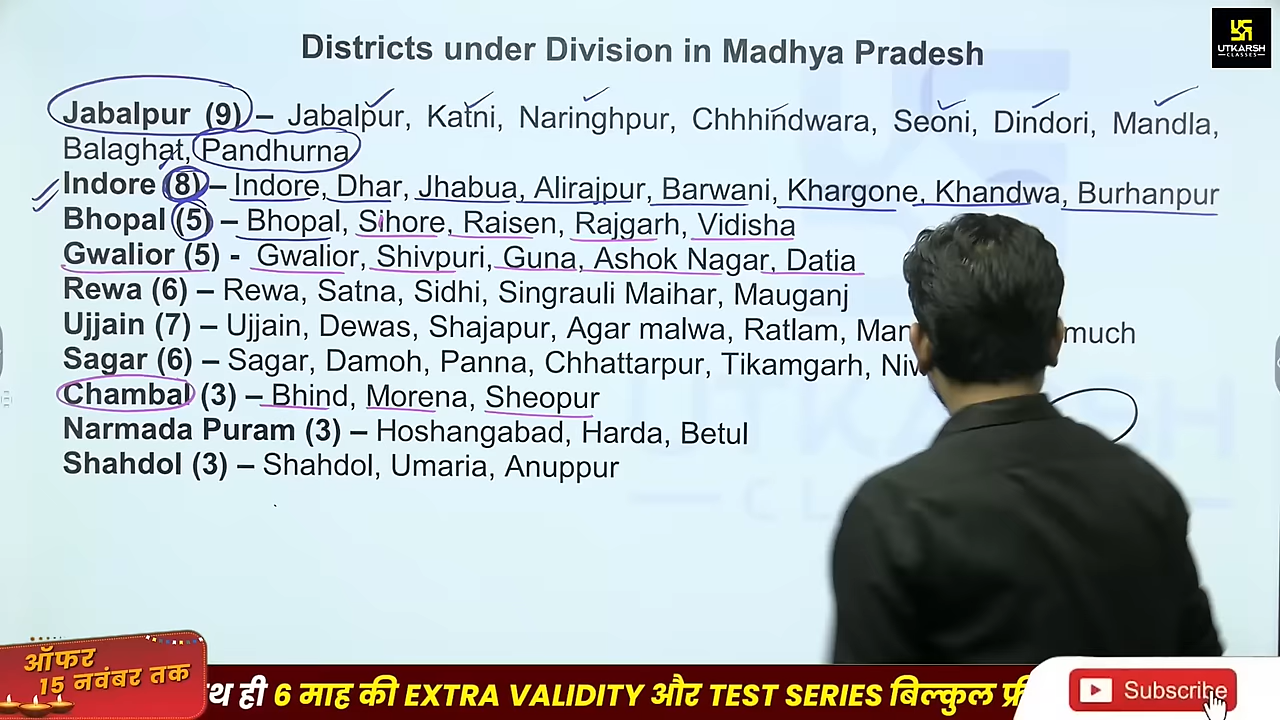 Districts under Division in Madhya Pradesh
UTKARSH
CLASSES
Jabalpur (9) – Jabalpur, Katni, Naringhpur, Chhhindwara, Seoni, Dindori, Mandla,
Balaghat, Pandhurna
Indore (8) – Indore, Dhar, Jhabua, Alirajpur, Barwani, Khargone, Khandwa, Burhanpur
Bhopal (5) – Bhopal, Sihore, Raisen, Rajgarh, Vidisha
Gwalior (5) - Gwalior, Shivpuri, Guna, Ashok Nagar, Datia
Rewa (6) – Rewa, Satna, Sidhi, Singrauli Maihar, Mauganj
Ujjain (7) – Ujjain, Dewas, Shajapur, Agar malwa, Ratlam,
Sagar (6) – Sagar, Damoh, Panna, Chhattarpur, Tikamgarh,
Chambal (3) – Bhind, Morena, Sheopur
Narmada Puram (3) – Hoshangabad, Harda, Betul
Shahdol (3) – Shahdol, Umaria, Anuppur
ऑफर
15 नवंबर तक
ही 6 माह की EXTRA VALIDITY और TEST SERIES बिल्कुल
Subscribe